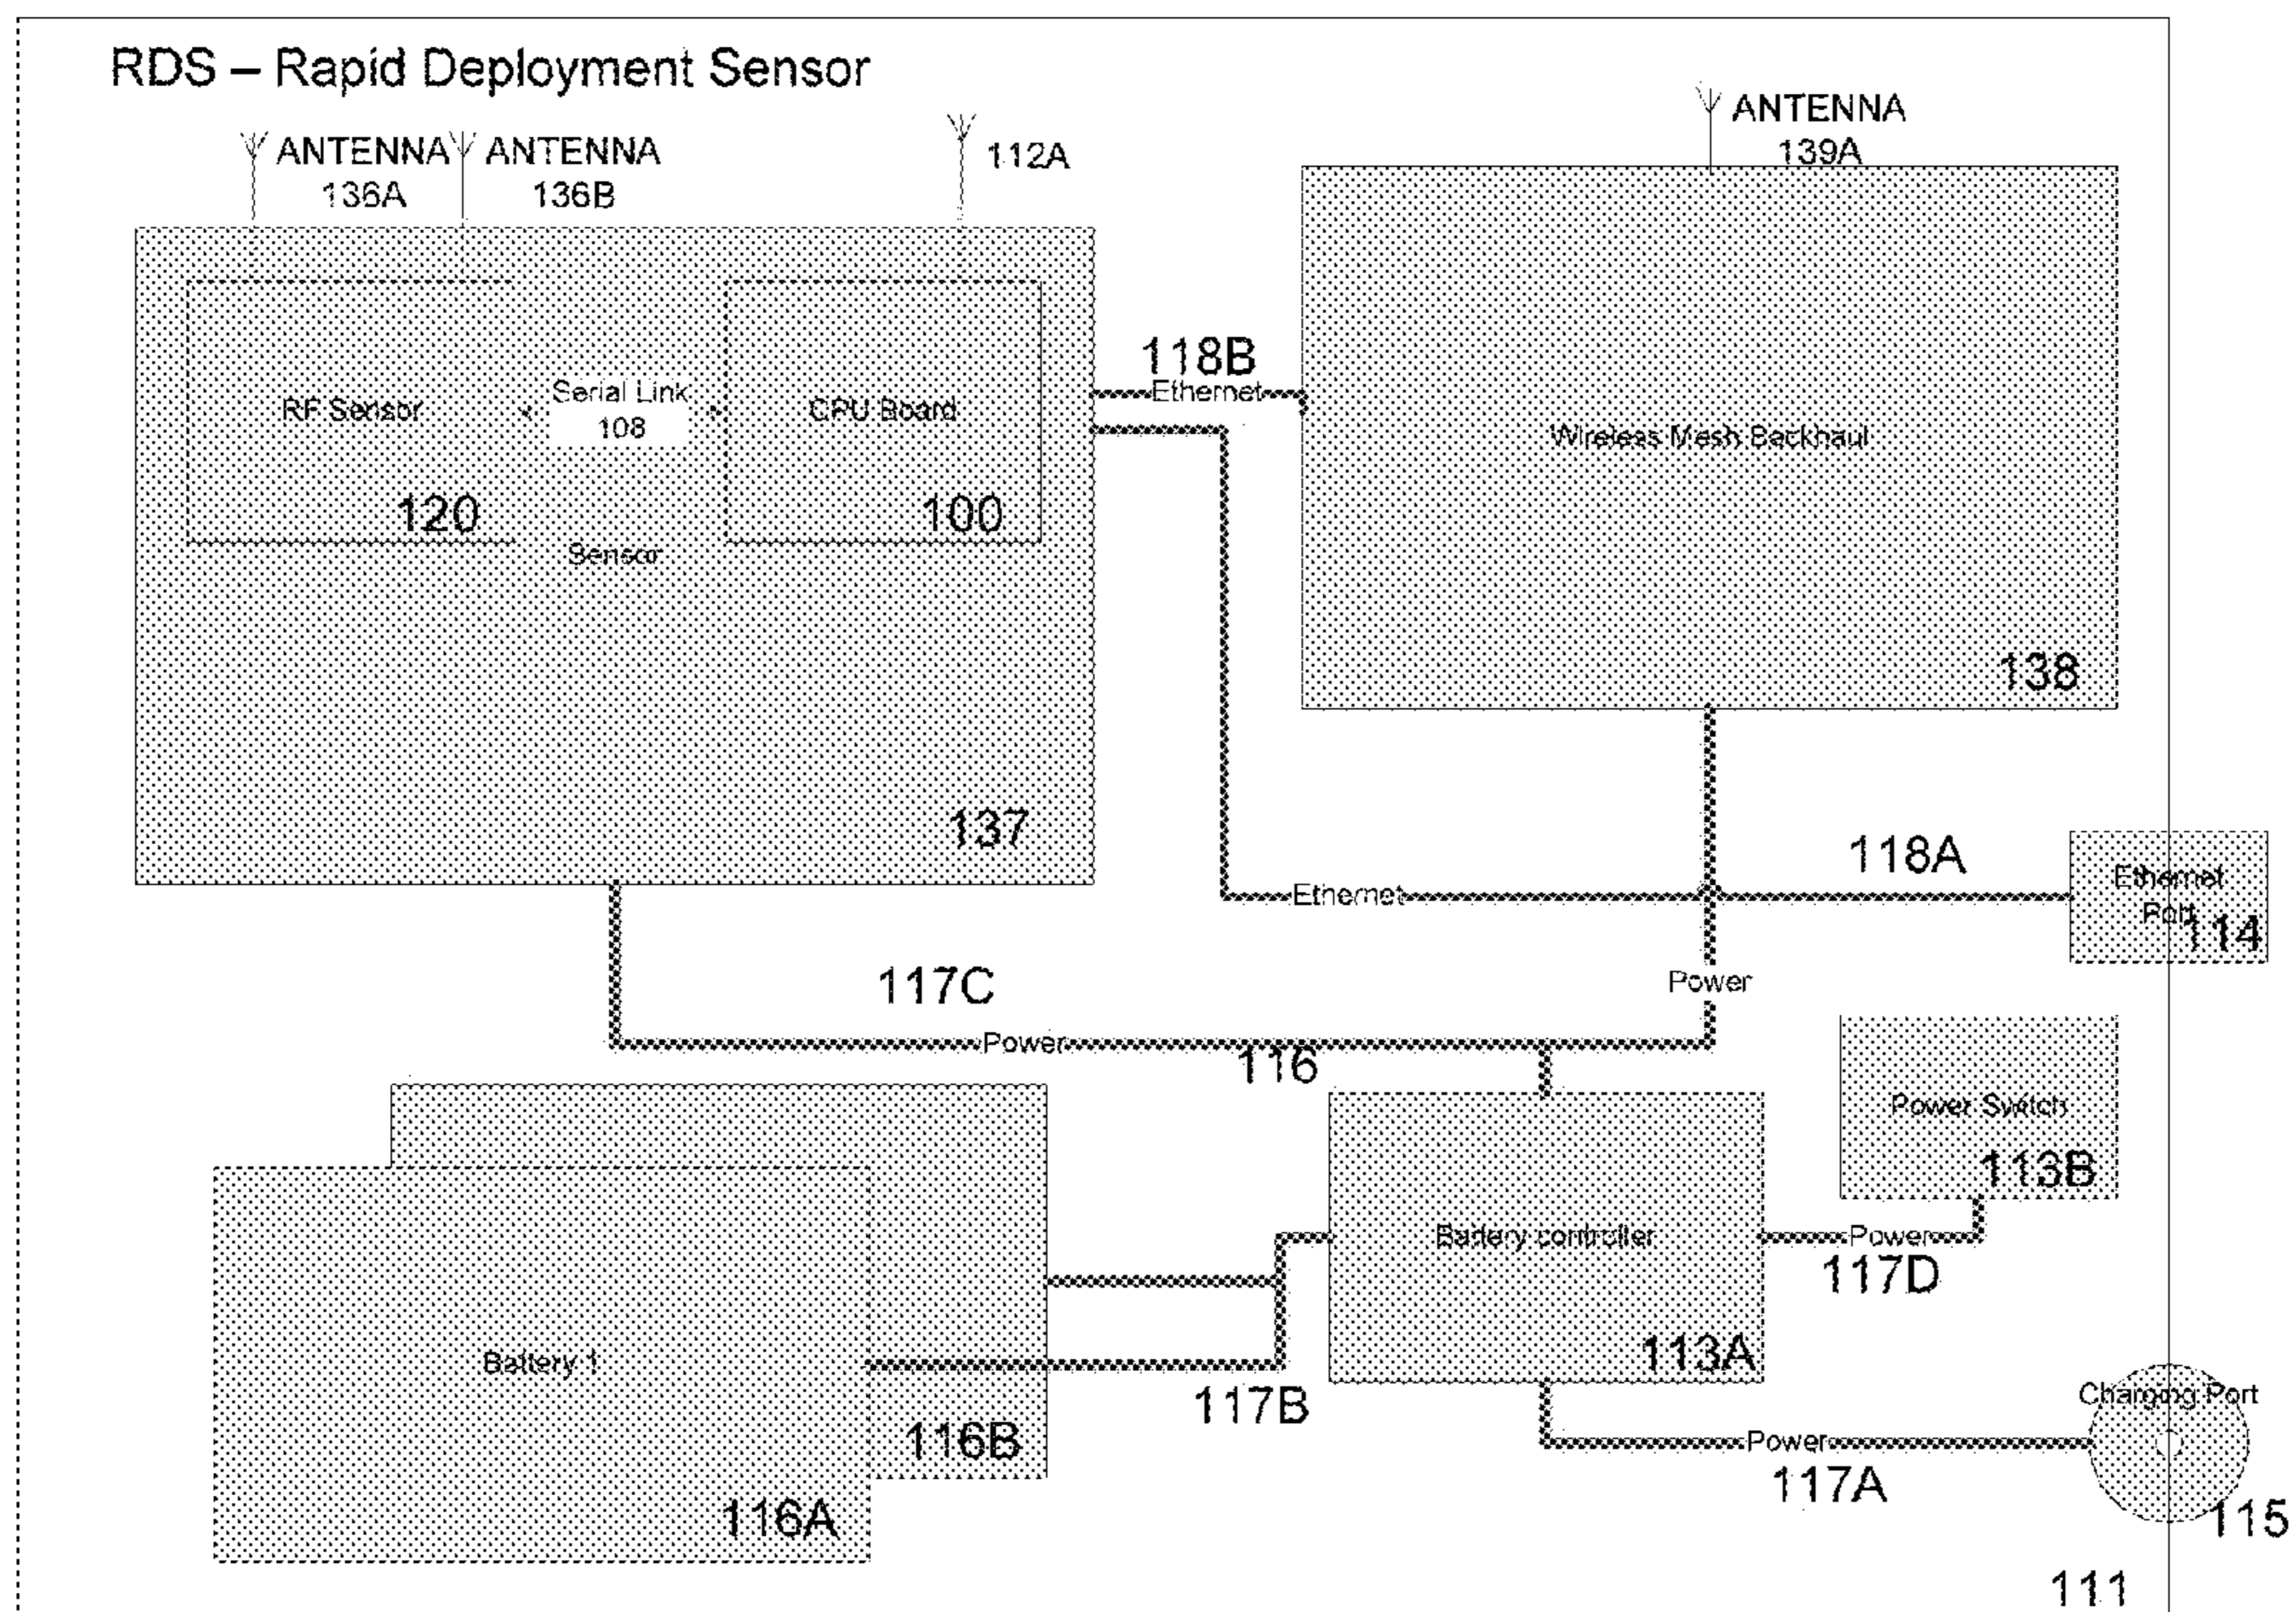 RDS – Rapid Deployment Sensor
ANTENNA
136A
ANTENNA
136B
112A
ANTENNA
139A
RF Sensor
120
Serial Link
108
CPU Board
100
Sensor
137
118B
Ethernet
Wireless Mesh Backhaul
138
118A
Ethernet
Ethernet
Port
114
117C
Power
Power
116
Power Switch
113B
Battery controller
113A
Power
117D
Battery 1
116A
116B
117B
Power
117A
Charging Port
115
111